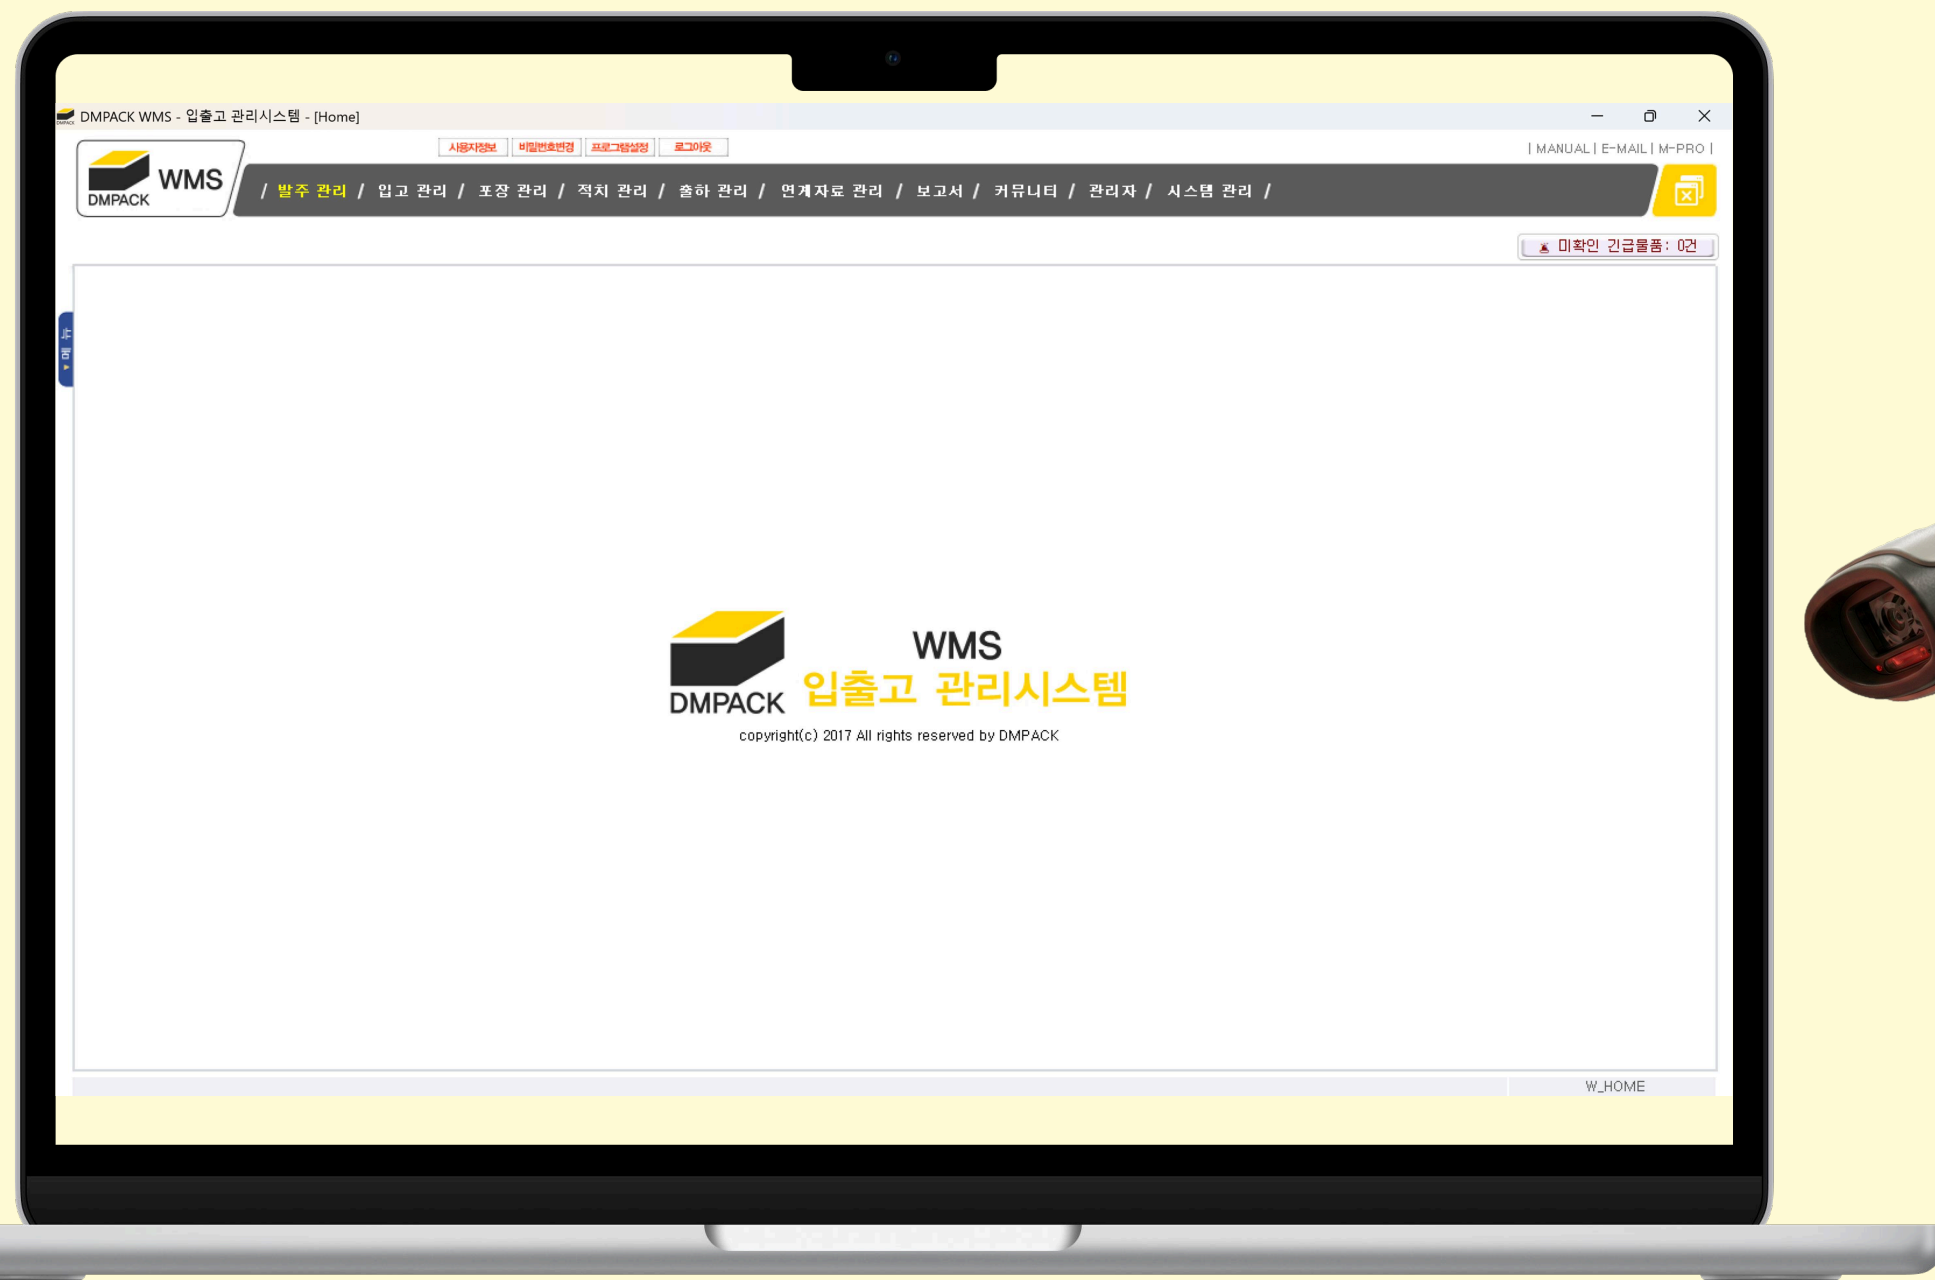 DMPACK WMS - 입출고 관리시스템 - [Home]
사용자정보 비밀번호변경 프로그램설정 로그아웃
| MANUAL | E-MAIL | M-PRO |
DMPACK WMS
/ 발주 관리 / 입고 관리 / 포장 관리 / 적치 관리 / 출하 관리 / 연계자료 관리 / 보고서 / 커뮤니티 / 관리자 / 시스템 관리 /
미확인 긴급물품: 0건
메뉴
WMS
입출고 관리시스템
DMPACK
copyright(c) 2017 All rights reserved by DMPACK
W_HOME